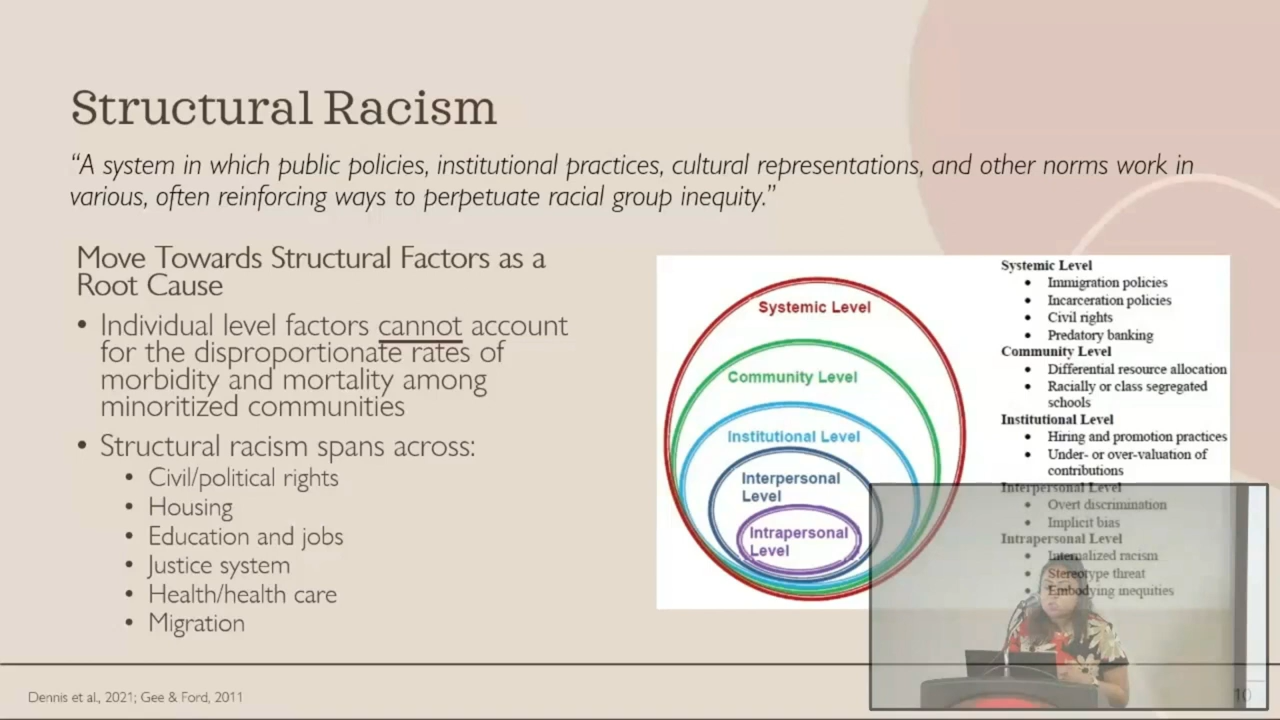 Structural Racism
“A system in which public policies, institutional practices, cultural representations, and other norms work in
various, often reinforcing ways to perpetuate racial group inequity.”
Move Towards Structural Factors as a
Root Cause
• Individual level factors cannot account
for the disproportionate rates of
morbidity and mortality among
minoritized communities
• Structural racism spans across:
• Civil/political rights
• Housing
• Education and jobs
• Justice system
• Health/health care
• Migration
Systemic Level
Community Level
Institutional Level
Interpersonal
Level
Intrapersonal
Level
Systemic Level
• Immigration policies
• Incarceration policies
• Civil rights
• Predatory banking
Community Level
• Differential resource allocation
• Racially or class segregated
schools
Institutional Level
• Hiring and promotion practices
• Under- or over-valuation of
contributions
Interpersonal Level
• Overt discrimination
• Implicit bias
Intrapersonal Level
• Internalized racism
• Stereotype threat
• Embodying inequities
Dennis et al., 2021; Gee & Ford, 2011
10